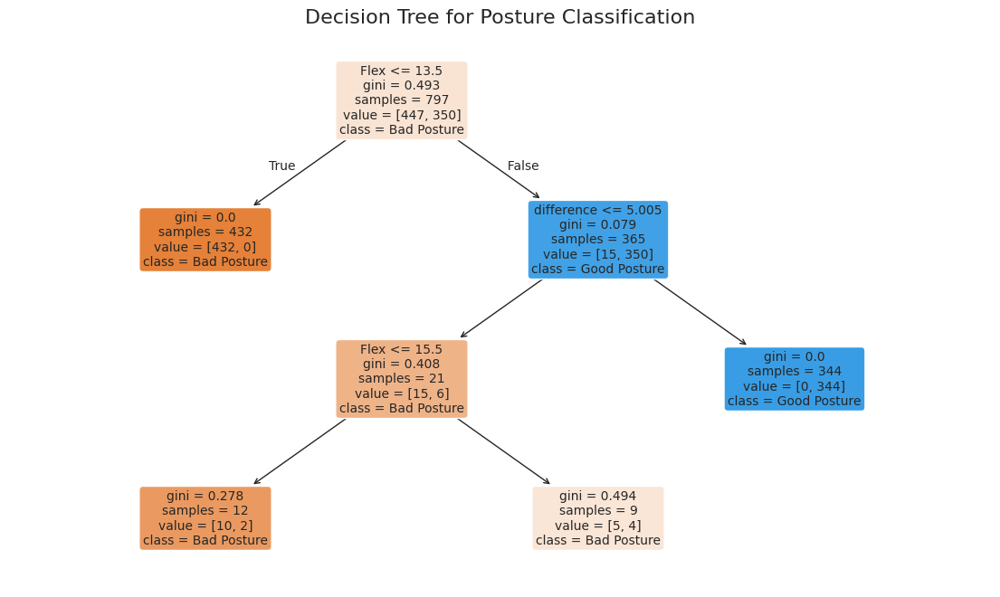 Decision Tree for Posture Classification
Flex <= 13.5
gini = 0.493
samples = 797
value = [447, 350]
class = Bad Posture
True
False
gini = 0.0
samples = 432
value = [432, 0]
class = Bad Posture
difference <= 5.005
gini = 0.079
samples = 365
value = [15, 350]
class = Good Posture
Flex <= 15.5
gini = 0.408
samples = 21
value = [15, 6]
class = Bad Posture
gini = 0.0
samples = 344
value = [0, 344]
class = Good Posture
gini = 0.278
samples = 12
value = [10, 2]
class = Bad Posture
gini = 0.494
samples = 9
value = [5, 4]
class = Bad Posture